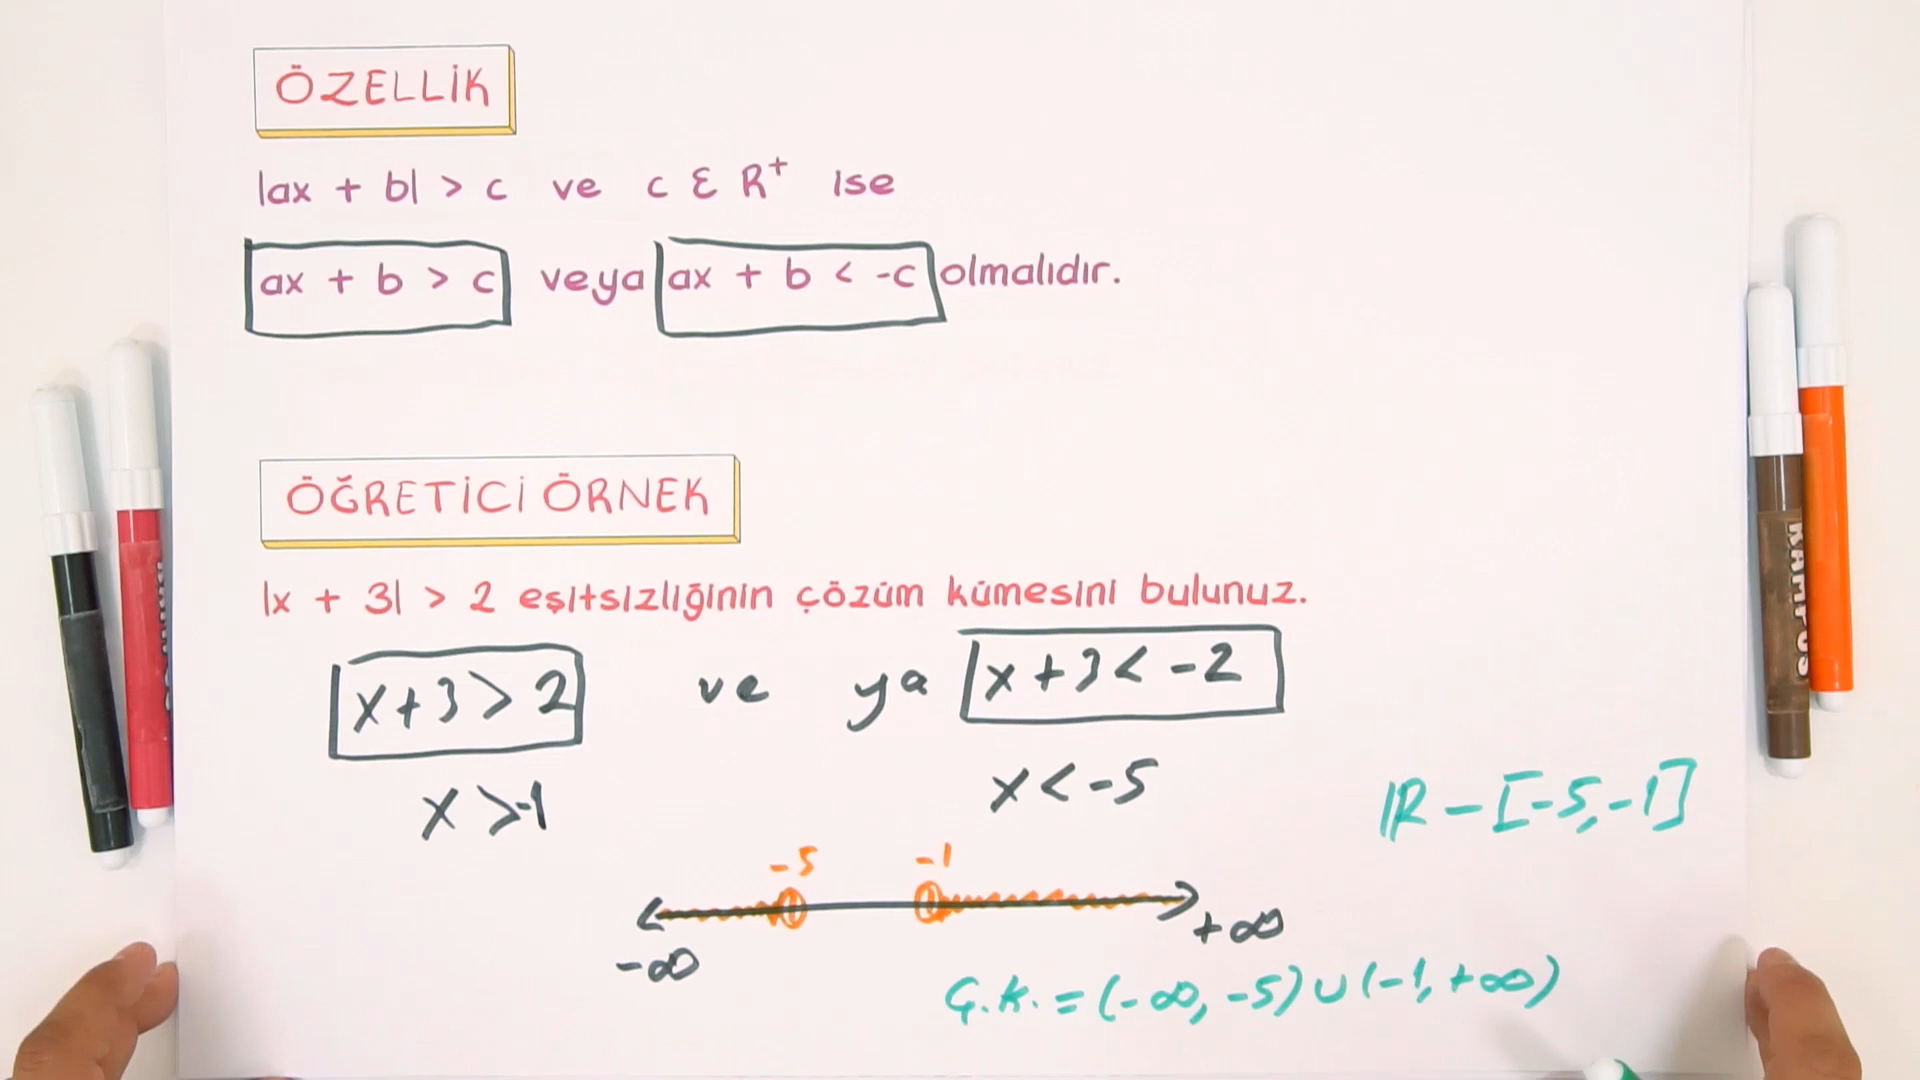 ÖZELLİK
|ax + b| > c ve c ε R⁺ ise
ax + b > c veya ax + b < -c olmalıdır.
ÖĞRETİCİ ÖRNEK
|x + 3| > 2 eşitsizliğinin çözüm kümesini bulunuz.
x+3>2 ve ya x+3<-2
x>-1 x<-5
|R-[-5,-1]
-5 -1
-∞ +∞
Ç.K.=(-∞,-5)∪(-1,+∞)